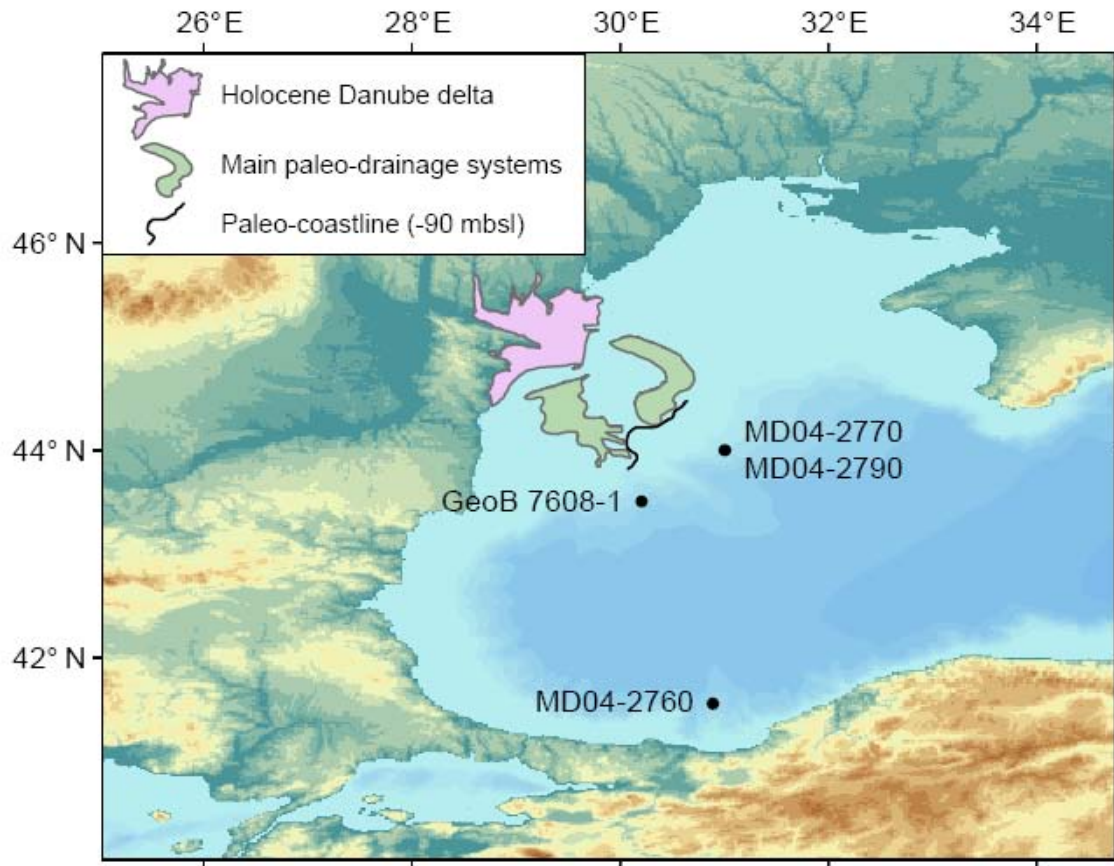 26°E 28°E 30°E 32°E 34°E
Holocene Danube delta
Main paleo-drainage systems
Paleo-coastline (-90 mbsl)
46° N
44° N
42° N
MD04-2770
MD04-2790
GeoB 7608-1
MD04-2760